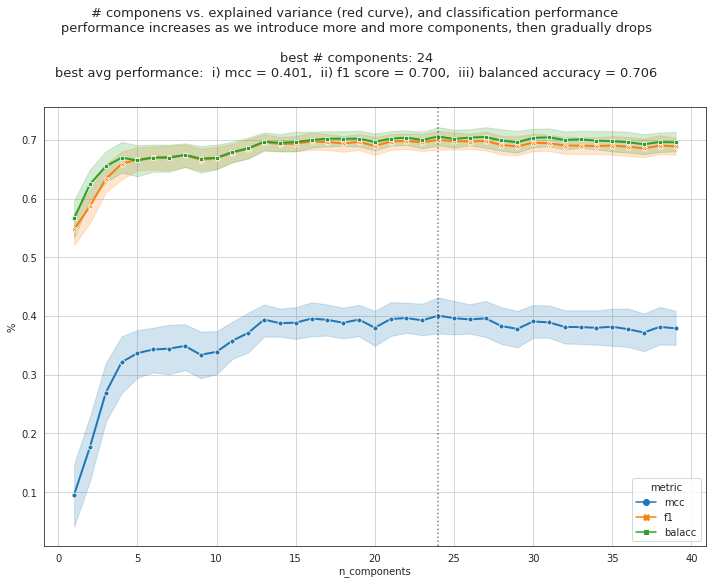 # componens vs. explained variance (red curve), and classification performance
performance increases as we introduce more and more components, then gradually drops
best # components: 24
best avg performance:  i) mcc = 0.401,  ii) f1 score = 0.700,  iii) balanced accuracy = 0.706
0.7
0.6
0.5
0.4
0.3
0.2
0.1
%
0 5 10 15 20 25 30 35 40
n_components
metric
mcc
f1
balacc